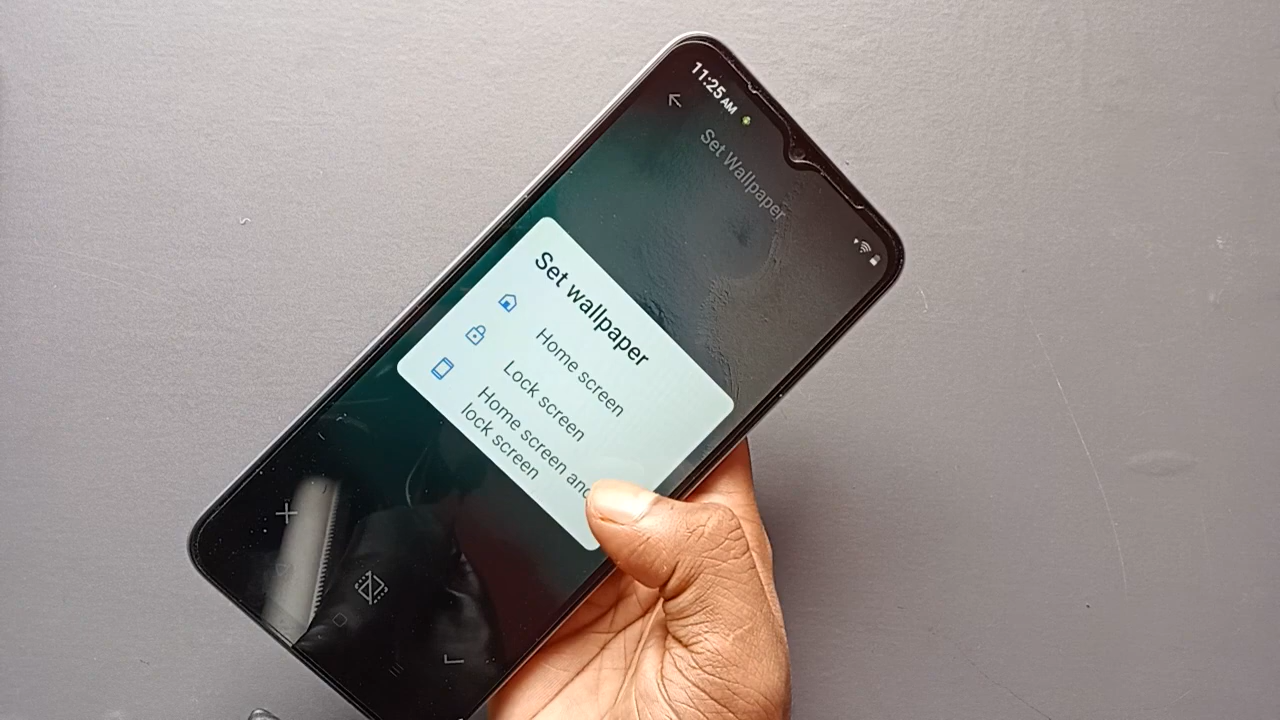 11:25 AM
Set Wallpaper
Set wallpaper
Home screen
Lock screen
Home screen and
lock screen